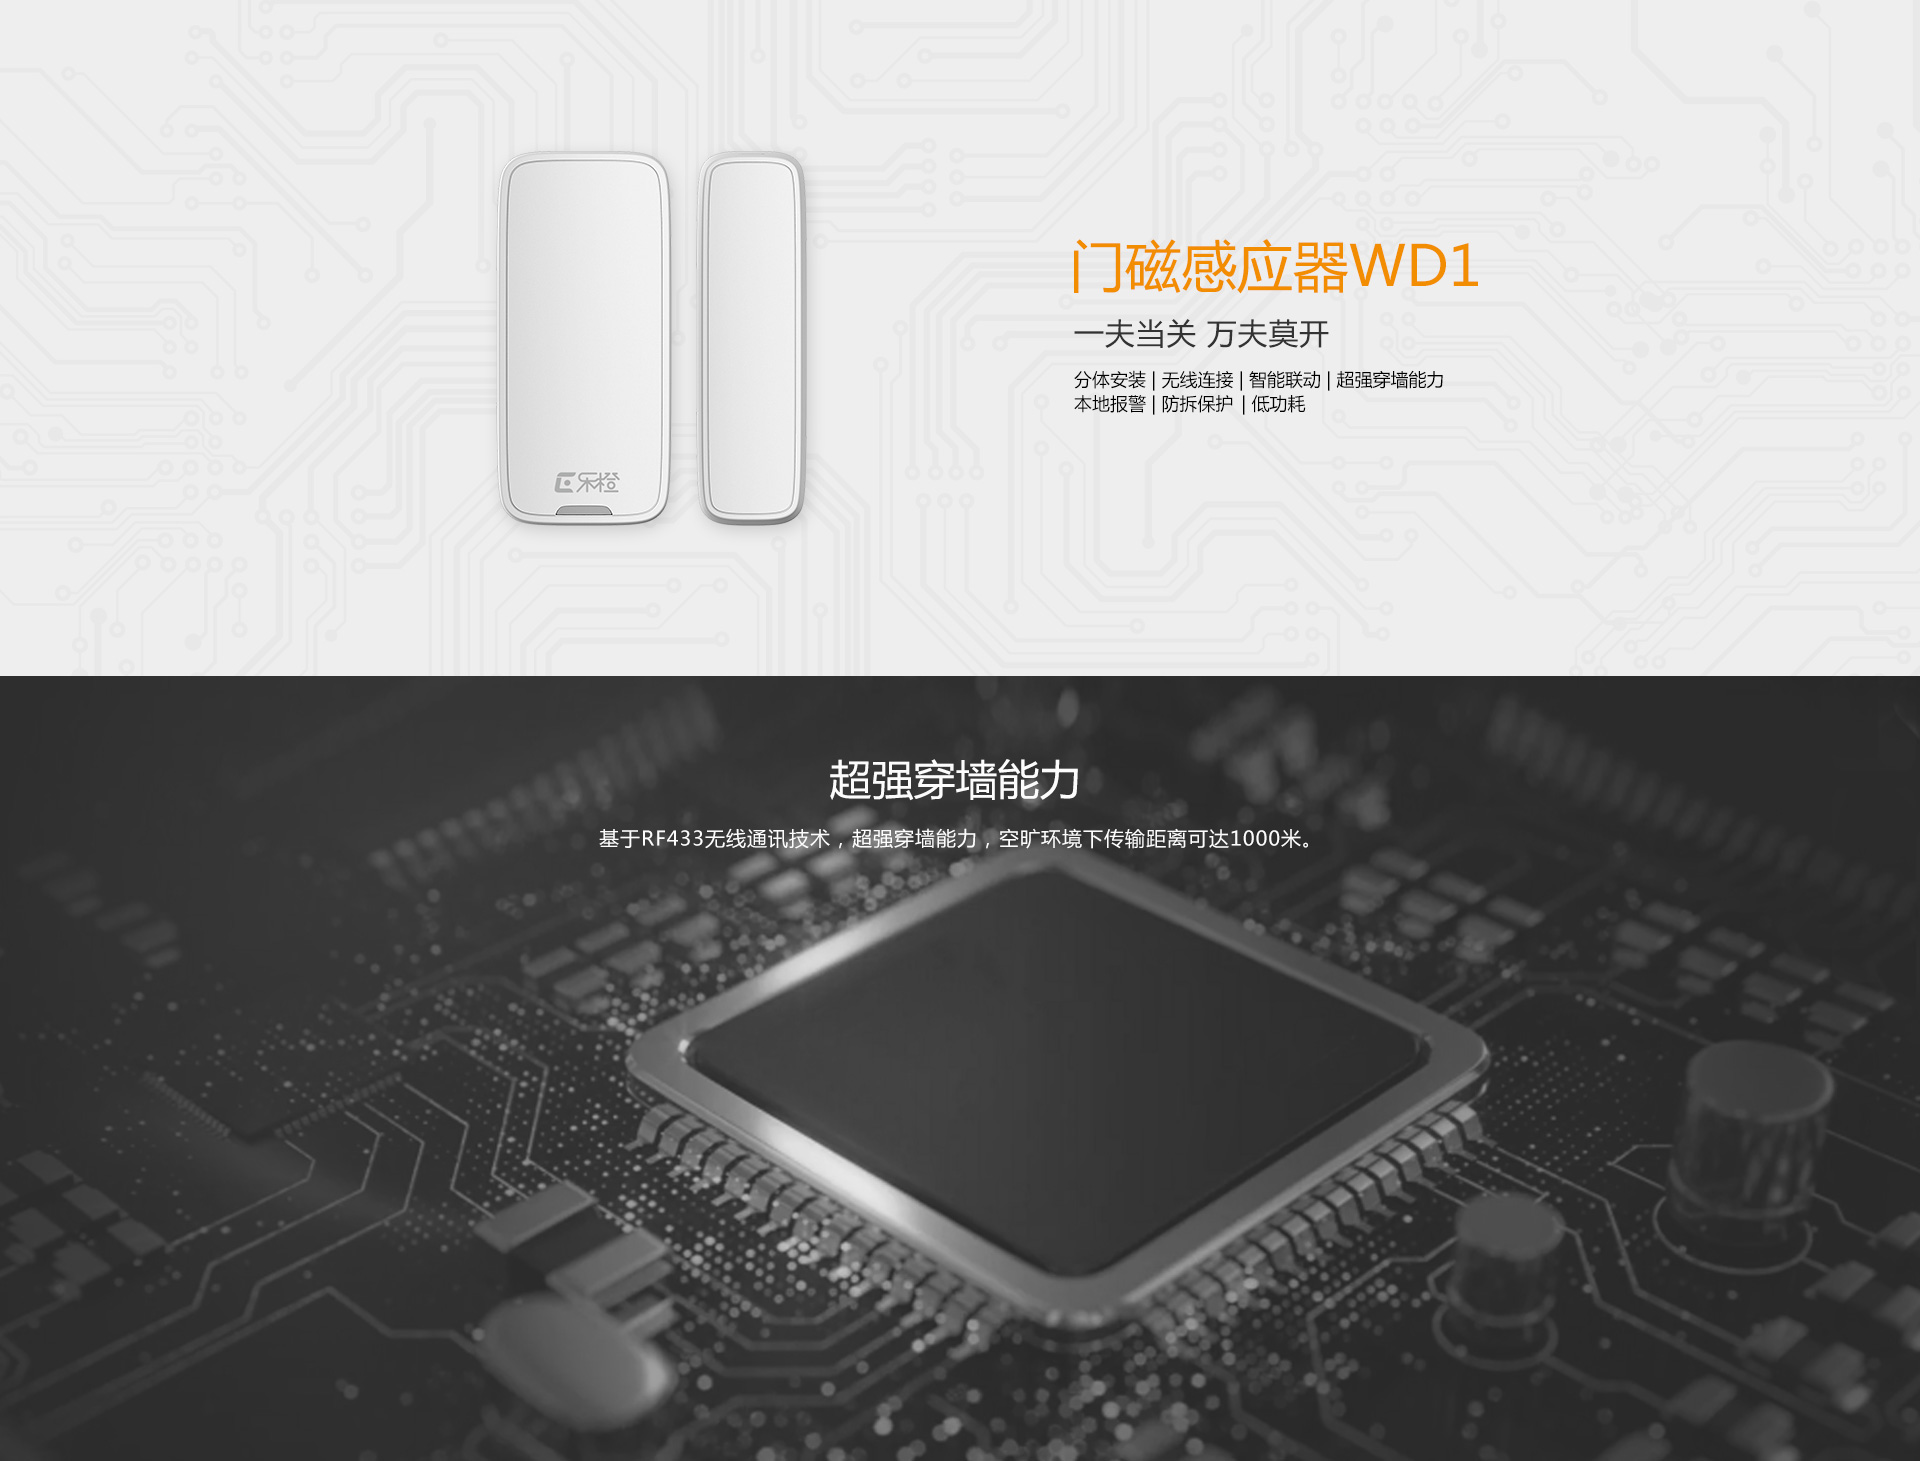 乐橙
门磁感应器WD1
一夫当关 万夫莫开
分体安装 | 无线连接 | 智能联动 | 超强穿墙能力
本地报警 | 防拆保护 | 低功耗
超强穿墙能力
基于RF433无线通讯技术，超强穿墙能力，空旷环境下传输距离可达1000米。